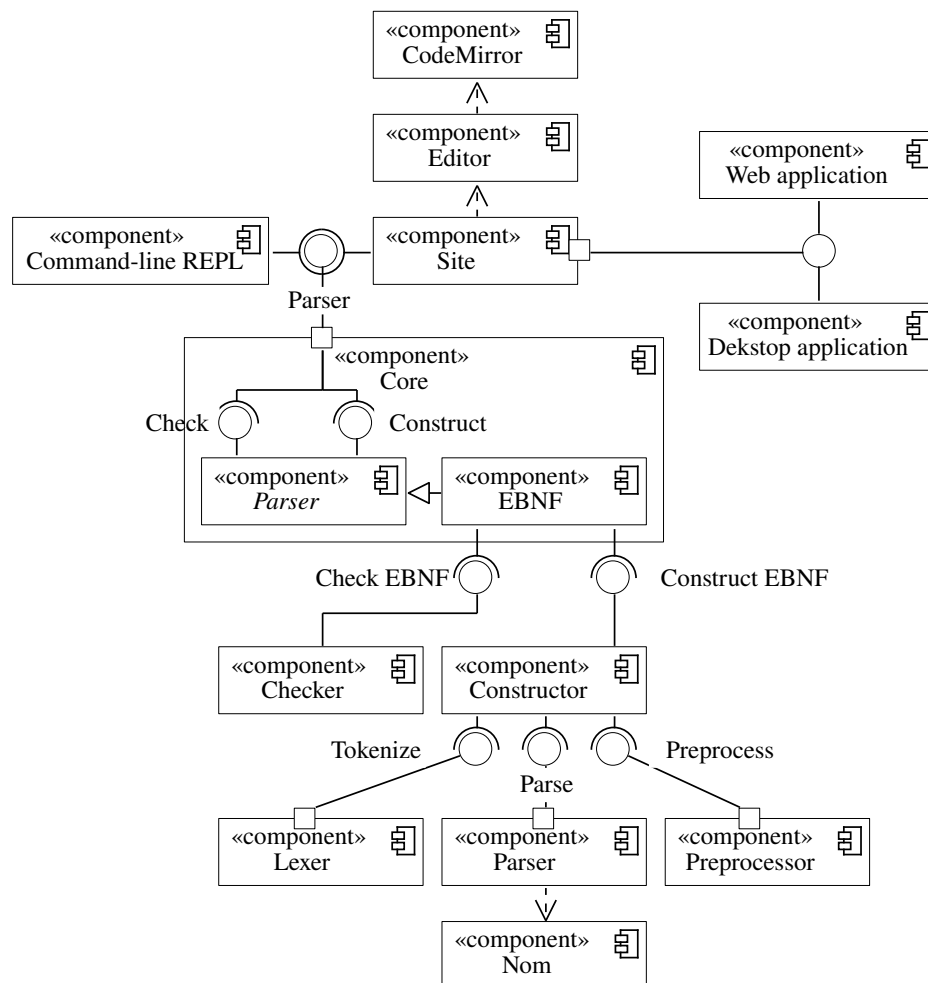 «component»
CodeMirror
«component»
Editor
«component»
Web application
«component»
Command-line REPL
«component»
Site
Parser
«component»
Dekstop application
«component»
Core
Check
Construct
«component»
Parser
«component»
EBNF
Check EBNF
Construct EBNF
«component»
Checker
«component»
Constructor
Tokenize
Parse
Preprocess
«component»
Lexer
«component»
Parser
«component»
Preprocessor
«component»
Nom